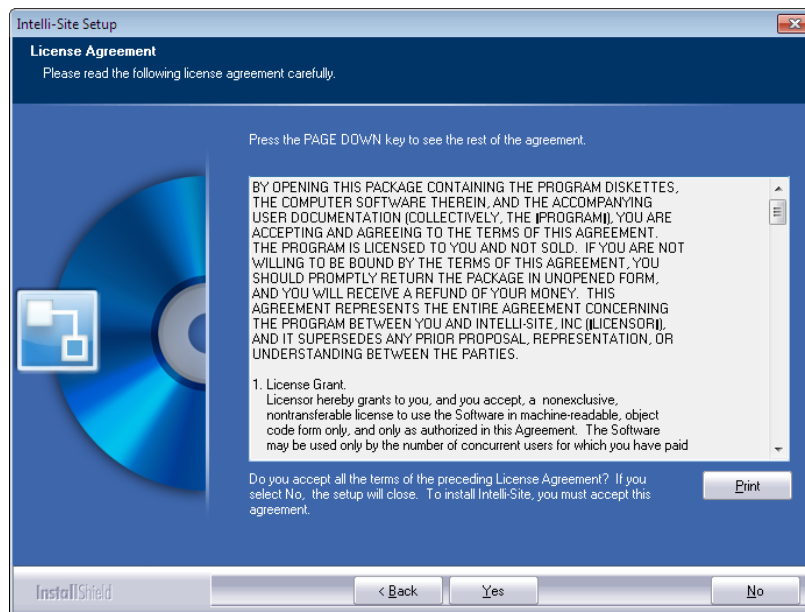 Intelli-Site Setup
License Agreement
Please read the following license agreement carefully.
Press the PAGE DOWN key to see the rest of the agreement.
BY OPENING THIS PACKAGE CONTAINING THE PROGRAM DISKETTES,
THE COMPUTER SOFTWARE THEREIN, AND THE ACCOMPANYING
USER DOCUMENTATION (COLLECTIVELY, THE ❙PROGRAM❙), YOU ARE
ACCEPTING AND AGREEING TO THE TERMS OF THIS AGREEMENT.
THE PROGRAM IS LICENSED TO YOU AND NOT SOLD.  IF YOU ARE NOT
WILLING TO BE BOUND BY THE TERMS OF THIS AGREEMENT, YOU
SHOULD PROMPTLY RETURN THE PACKAGE IN UNOPENED FORM,
AND YOU WILL RECEIVE A REFUND OF YOUR MONEY.  THIS
AGREEMENT REPRESENTS THE ENTIRE AGREEMENT CONCERNING
THE PROGRAM BETWEEN YOU AND INTELLI-SITE, INC (❙LICENSOR❙),
AND IT SUPERSEDES ANY PRIOR PROPOSAL, REPRESENTATION, OR
UNDERSTANDING BETWEEN THE PARTIES.
1. License Grant.
Licensor hereby grants to you, and you accept, a  nonexclusive,
nontransferable license to use the Software in machine-readable, object
code form only, and only as authorized in this Agreement.  The Software
may be used only by the number of concurrent users for which you have paid
Do you accept all the terms of the preceding License Agreement?  If you
select No,  the setup will close.  To install Intelli-Site, you must accept this
agreement.
Print
InstallShield
< Back
Yes
No